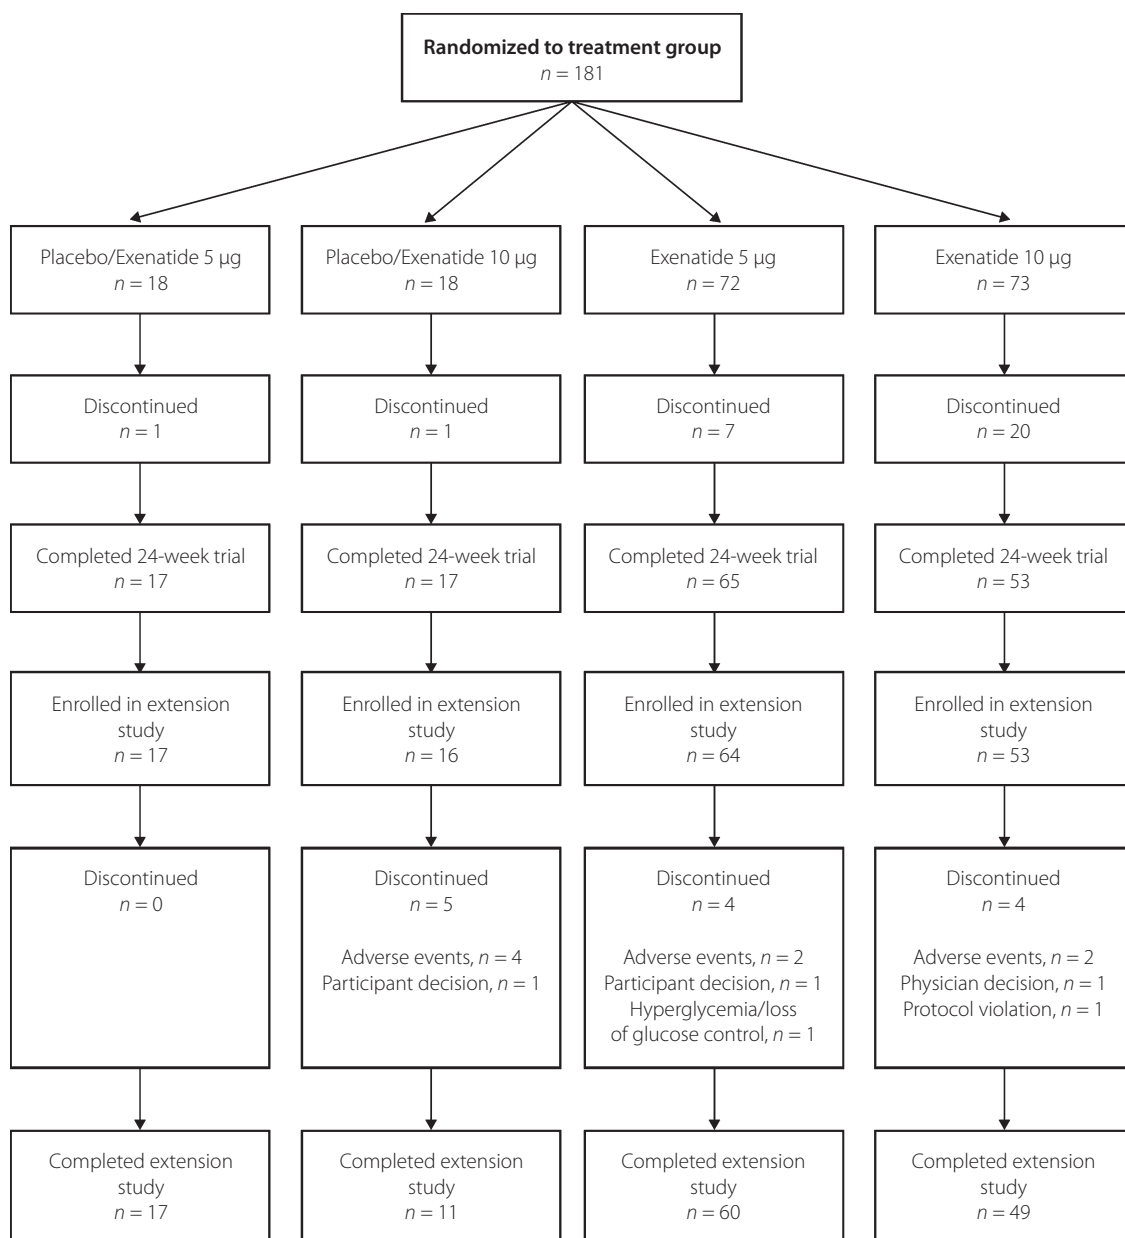 Randomized to treatment group
n = 181
Placebo/Exenatide 5 µg
n = 18
Placebo/Exenatide 10 µg
n = 18
Exenatide 5 µg
n = 72
Exenatide 10 µg
n = 73
Discontinued
n = 1
Discontinued
n = 1
Discontinued
n = 7
Discontinued
n = 20
Completed 24-week trial
n = 17
Completed 24-week trial
n = 17
Completed 24-week trial
n = 65
Completed 24-week trial
n = 53
Enrolled in extension
study
n = 17
Enrolled in extension
study
n = 16
Enrolled in extension
study
n = 64
Enrolled in extension
study
n = 53
Discontinued
n = 0
Discontinued
n = 5
Adverse events, n = 4
Participant decision, n = 1
Discontinued
n = 4
Adverse events, n = 2
Participant decision, n = 1
Hyperglycemia/loss
of glucose control, n = 1
Discontinued
n = 4
Adverse events, n = 2
Physician decision, n = 1
Protocol violation, n = 1
Completed extension
study
n = 17
Completed extension
study
n = 11
Completed extension
study
n = 60
Completed extension
study
n = 49